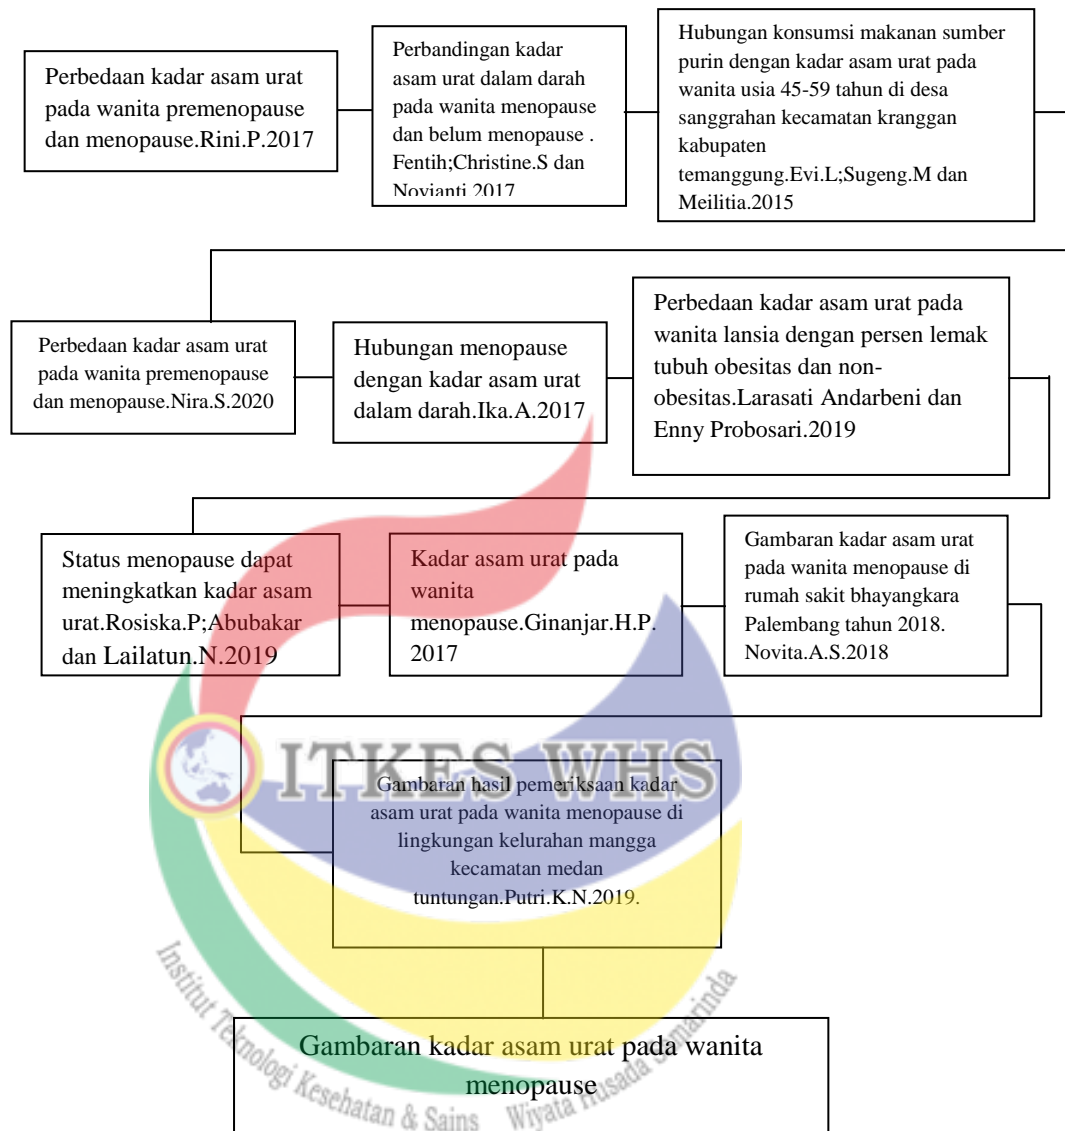 Perbedaan kadar asam urat
pada wanita premenopause
dan menopause.Rini.P.2017
Perbandingan kadar
asam urat dalam darah
pada wanita menopause
dan belum menopause .
Fentih;Christine.S dan
Novianti.2017
Hubungan konsumsi makanan sumber
purin dengan kadar asam urat pada
wanita usia 45-59 tahun di desa
sanggrahan kecamatan kranggan
kabupaten
temanggung.Evi.L;Sugeng.M dan
Meilitia.2015
Perbedaan kadar asam urat
pada wanita premenopause
dan menopause.Nira.S.2020
Hubungan menopause
dengan kadar asam urat
dalam darah.Ika.A.2017
Perbedaan kadar asam urat pada
wanita lansia dengan persen lemak
tubuh obesitas dan non-
obesitas.Larasati Andarbeni dan
Enny Probosari.2019
Status menopause dapat
meningkatkan kadar asam
urat.Rosiska.P;Abubakar
dan Lailatun.N.2019
Kadar asam urat pada
wanita
menopause.Ginanjar.H.P.
2017
Gambaran kadar asam urat
pada wanita menopause di
rumah sakit bhayangkara
Palembang tahun 2018.
Novita.A.S.2018
ITKES WHS
Gambaran hasil pemeriksaan kadar
asam urat pada wanita menopause di
lingkungan kelurahan mangga
kecamatan medan
tuntungan.Putri.K.N.2019.
Gambaran kadar asam urat pada wanita
menopause
Institut Teknologi Kesehatan & Sains Wiyata Husada Samarinda